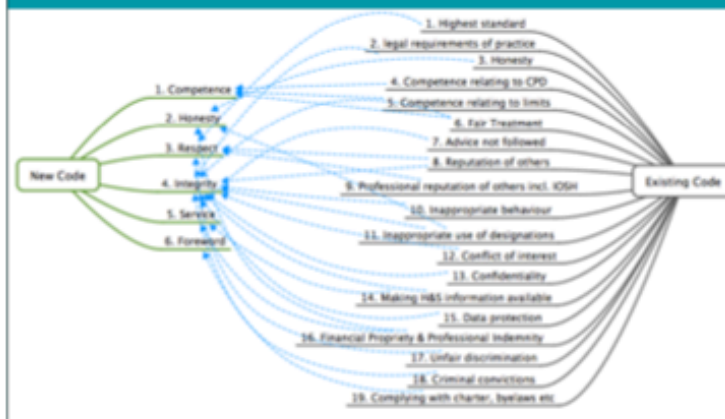 New Code
1. Competence
2. Honesty
3. Respect
4. Integrity
5. Service
6. Foreword
1. Highest standard
2. legal requirements of practice
3. Honesty
4. Competence relating to CPD
5. Competence relating to limits
6. Fair Treatment
7. Advice not followed
8. Reputation of others
9. Professional reputation of others incl. IOSH
10. Inappropriate behaviour
11. Inappropriate use of designations
12. Conflict of interest
13. Confidentiality
14. Making H&S information available
15. Data protection
16. Financial Propriety & Professional Indemnity
17. Unfair discrimination
18. Criminal convictions
19. Complying with charter, byelaws etc
Existing Code